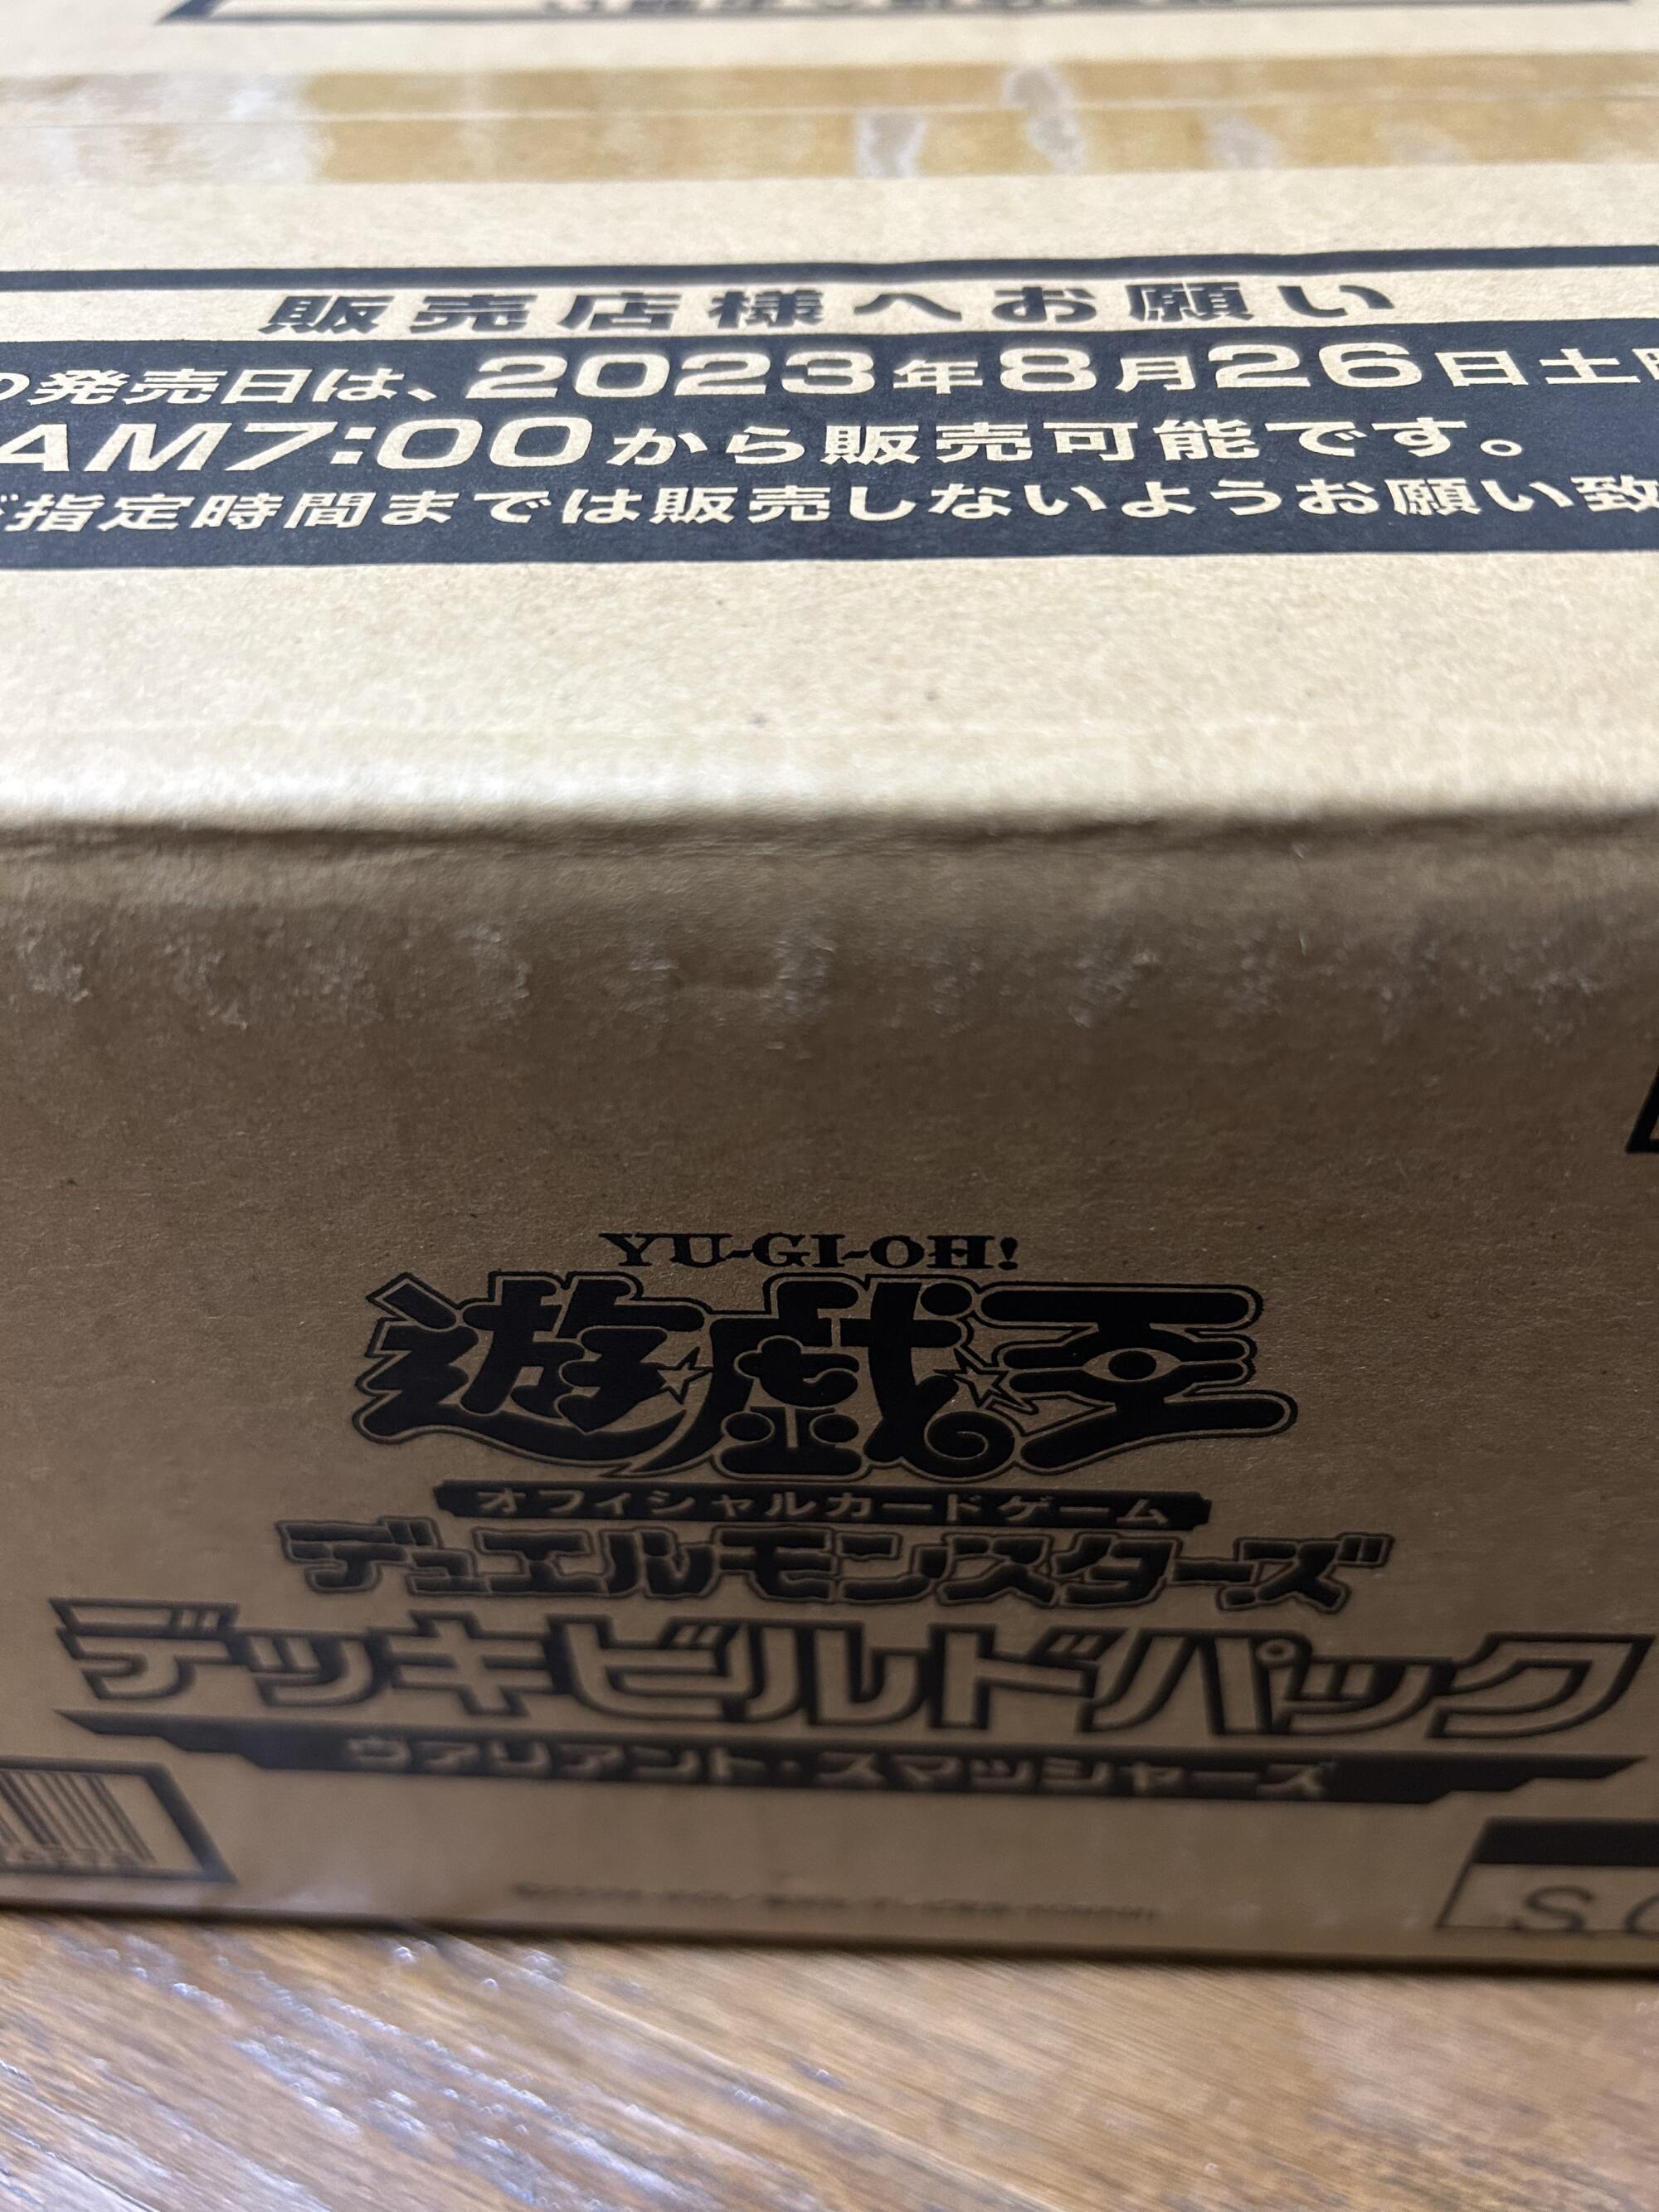 販売店様へお願い
の発売日は、2023年8月26日土
AM7:00から販売可能です。
指定時間までは販売しないようお願い致
YU-GI-OH!
遊戯王
オフィシャルカードゲーム
デュエルモンスターズ
デッキビルドパック
ヴァリアント・スマッシャーズ